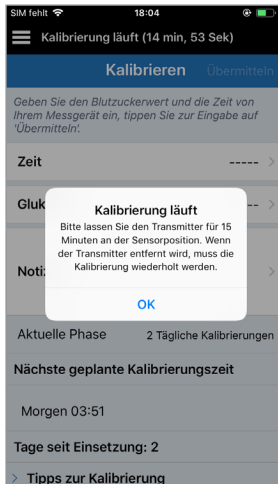 SIM fehlt 18:04
Kalibrierung läuft (14 min, 53 Sek)
Kalibrieren Übermitteln
Geben Sie den Blutzuckerwert und die Zeit von
Ihrem Messgerät ein, tippen Sie zur Eingabe auf
'Übermitteln'.
Zeit ----- >
Gluk -- >
Kalibrierung läuft
Bitte lassen Sie den Transmitter für 15
Minuten an der Sensorposition. Wenn
der Transmitter entfernt wird, muss die
Kalibrierung wiederholt werden.
Noti >
OK
Aktuelle Phase 2 Tägliche Kalibrierungen
Nächste geplante Kalibrierungszeit
Morgen 03:51
Tage seit Einsetzung: 2
> Tipps zur Kalibrierung